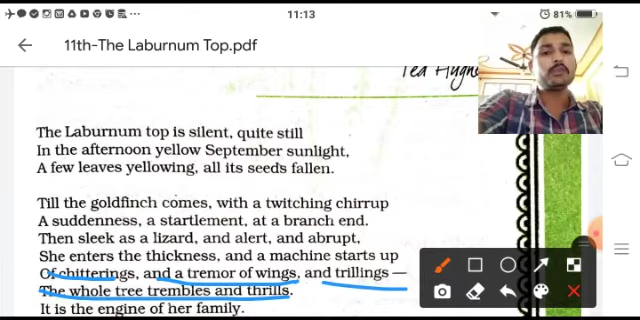 11:13
81%
11th-The Laburnum Top.pdf
Ted Hughes
The Laburnum top is silent, quite still
In the afternoon yellow September sunlight,
A few leaves yellowing, all its seeds fallen.
Till the goldfinch comes, with a twitching chirrup
A suddenness, a startlement, at a branch end.
Then sleek as a lizard, and alert, and abrupt,
She enters the thickness, and a machine starts up
Of chitterings, and a tremor of wings, and trillings —
The whole tree trembles and thrills.
It is the engine of her family.